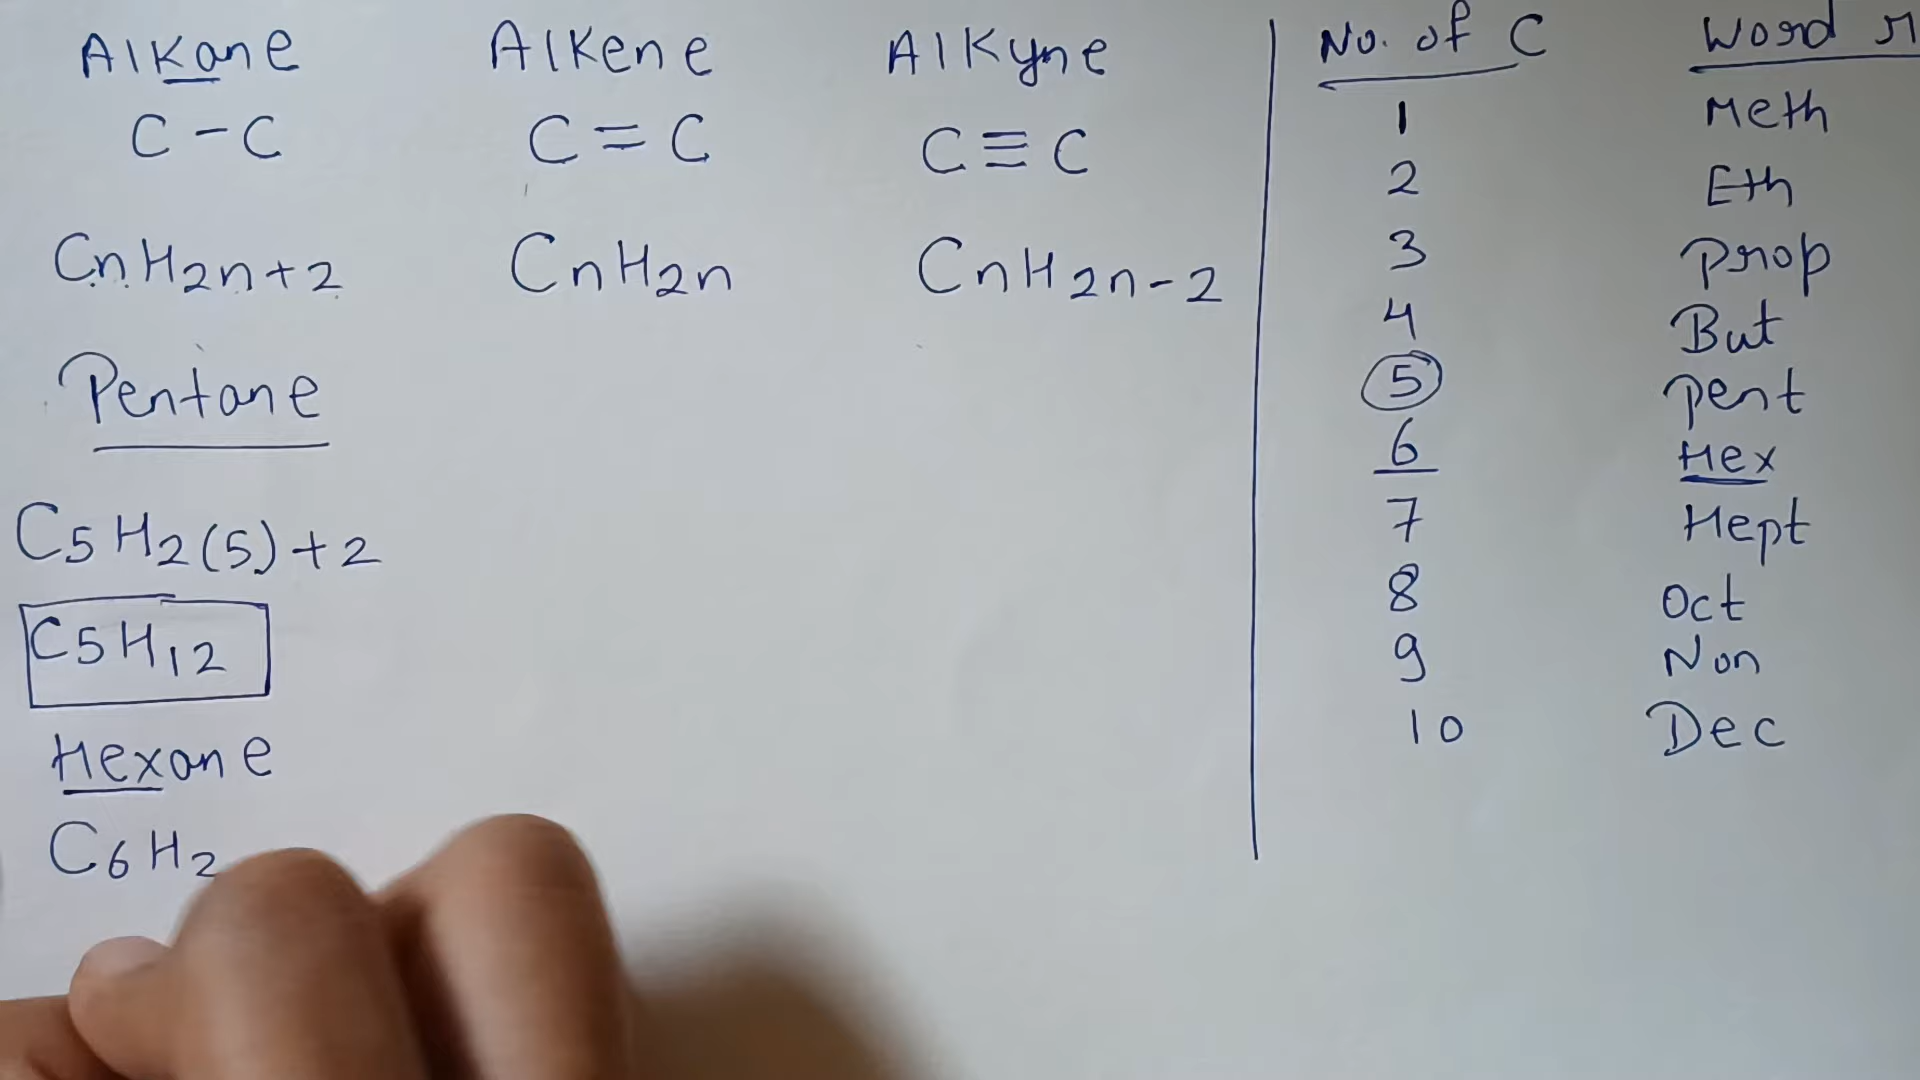 Alkane Alkene Alkyne
C - C C = C C ≡ C
CnH2n+2 CnH2n CnH2n-2
Pentane
C5H2(5)+2
C5H12
Hexane
C6H2
No. of C Word
1 Meth
2 Eth
3 Prop
4 But
5 Pent
6 Hex
7 Hept
8 Oct
9 Non
10 Dec